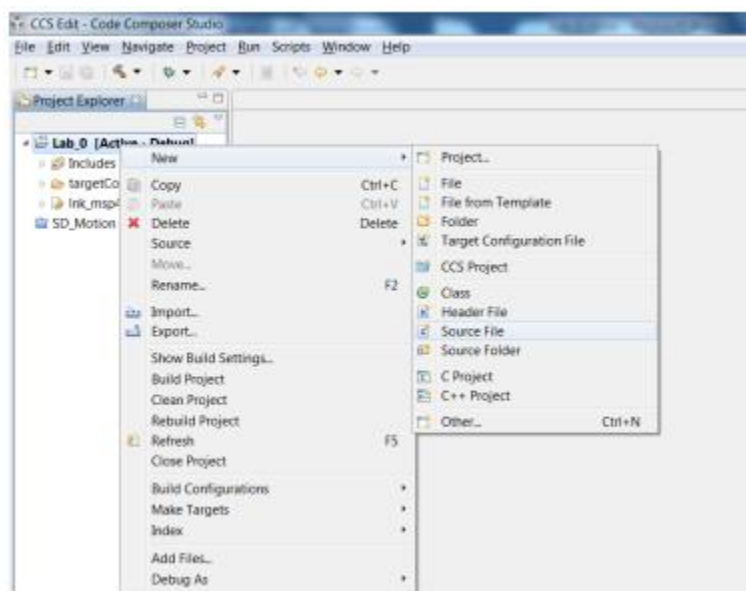 CCS Edit - Code Composer Studio
File Edit View Navigate Project Run Scripts Window Help
Project Explorer
Lab_0 [Active - Debug]
Includes
targetCo
lnk_msp4
SD_Motion
New
Copy Ctrl+C
Paste Ctrl+V
Delete Delete
Source
Move...
Rename... F2
Import...
Export...
Show Build Settings...
Build Project
Clean Project
Rebuild Project
Refresh F5
Close Project
Build Configurations
Make Targets
Index
Add Files...
Debug As
Project...
File
File from Template
Folder
Target Configuration File
CCS Project
Class
Header File
Source File
Source Folder
C Project
C++ Project
Other... Ctrl+N